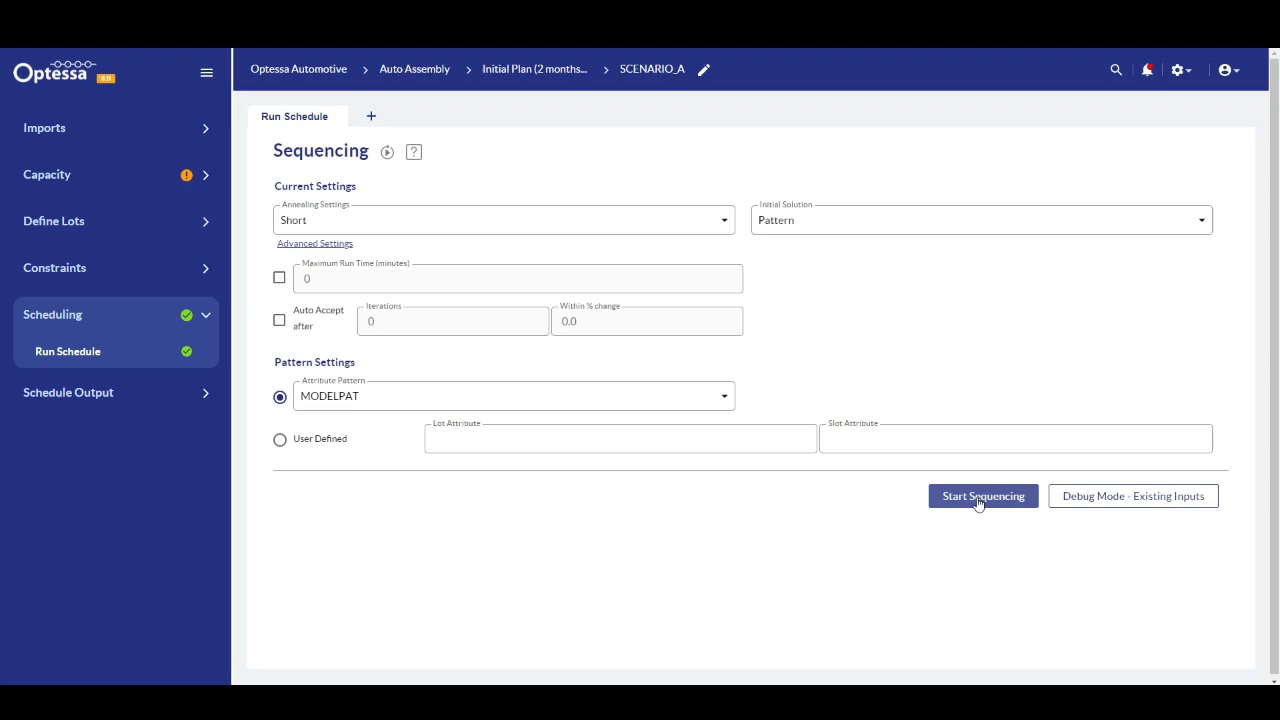 Optessa 8.0
Imports
Capacity
Define Lots
Constraints
Scheduling
Run Schedule
Schedule Output
Optessa Automotive > Auto Assembly > Initial Plan (2 months... > SCENARIO_A
Run Schedule +
Sequencing ?
Current Settings
Annealing Settings
Short
Initial Solution
Pattern
Advanced Settings
Maximum Run Time (minutes)
0
Auto Accept after
Iterations
0
Within % change
0.0
Pattern Settings
Attribute Pattern
MODELPAT
User Defined
Lot Attribute
Slot Attribute
Start Sequencing
Debug Mode - Existing Inputs